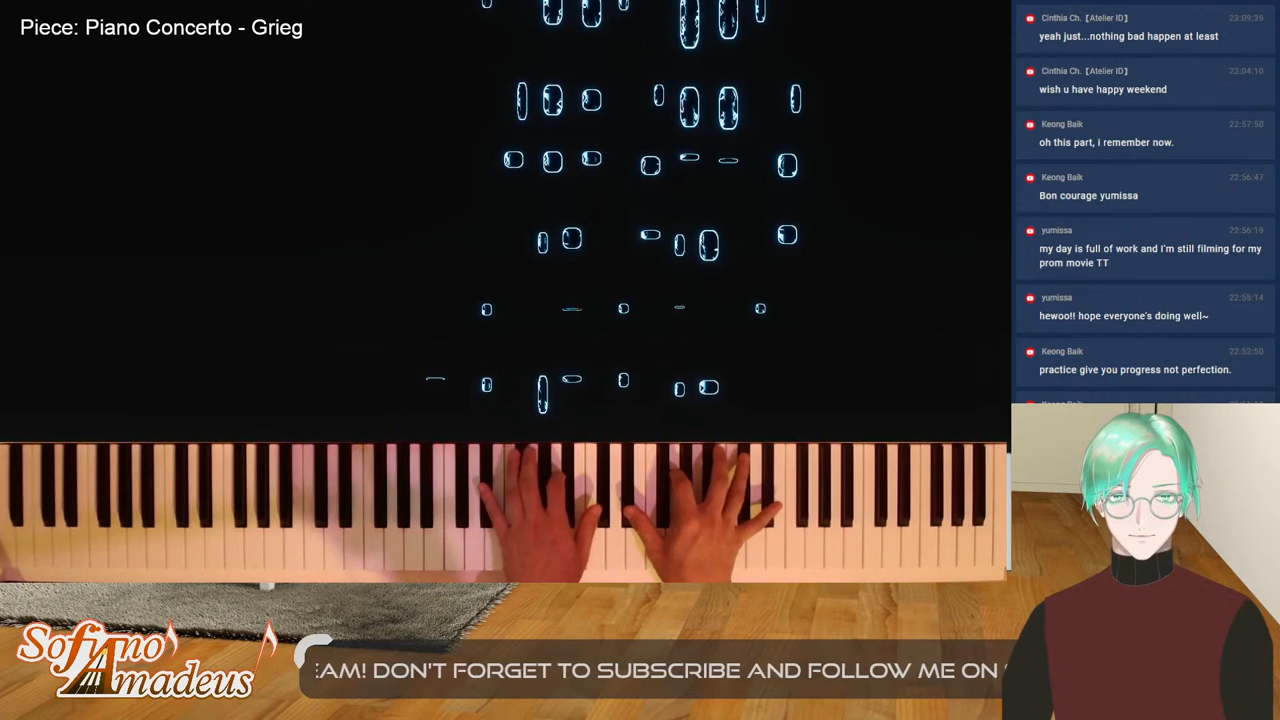 Piece: Piano Concerto - Grieg
Cinthia Ch.【Atelier ID】 23:09:36
yeah just...nothing bad happen at least
Cinthia Ch.【Atelier ID】 23:04:10
wish u have happy weekend
Keong Baik 22:57:50
oh this part, i remember now.
Keong Baik 22:56:47
Bon courage yumissa
yumissa 22:56:19
my day is full of work and I'm still filming for my
prom movie TT
yumissa 22:55:14
hewoo!! hope everyone's doing well~
Keong Baik 22:52:50
practice give you progress not perfection.
Sofiano
Amadeus
EAM! DON'T FORGET TO SUBSCRIBE AND FOLLOW ME ON